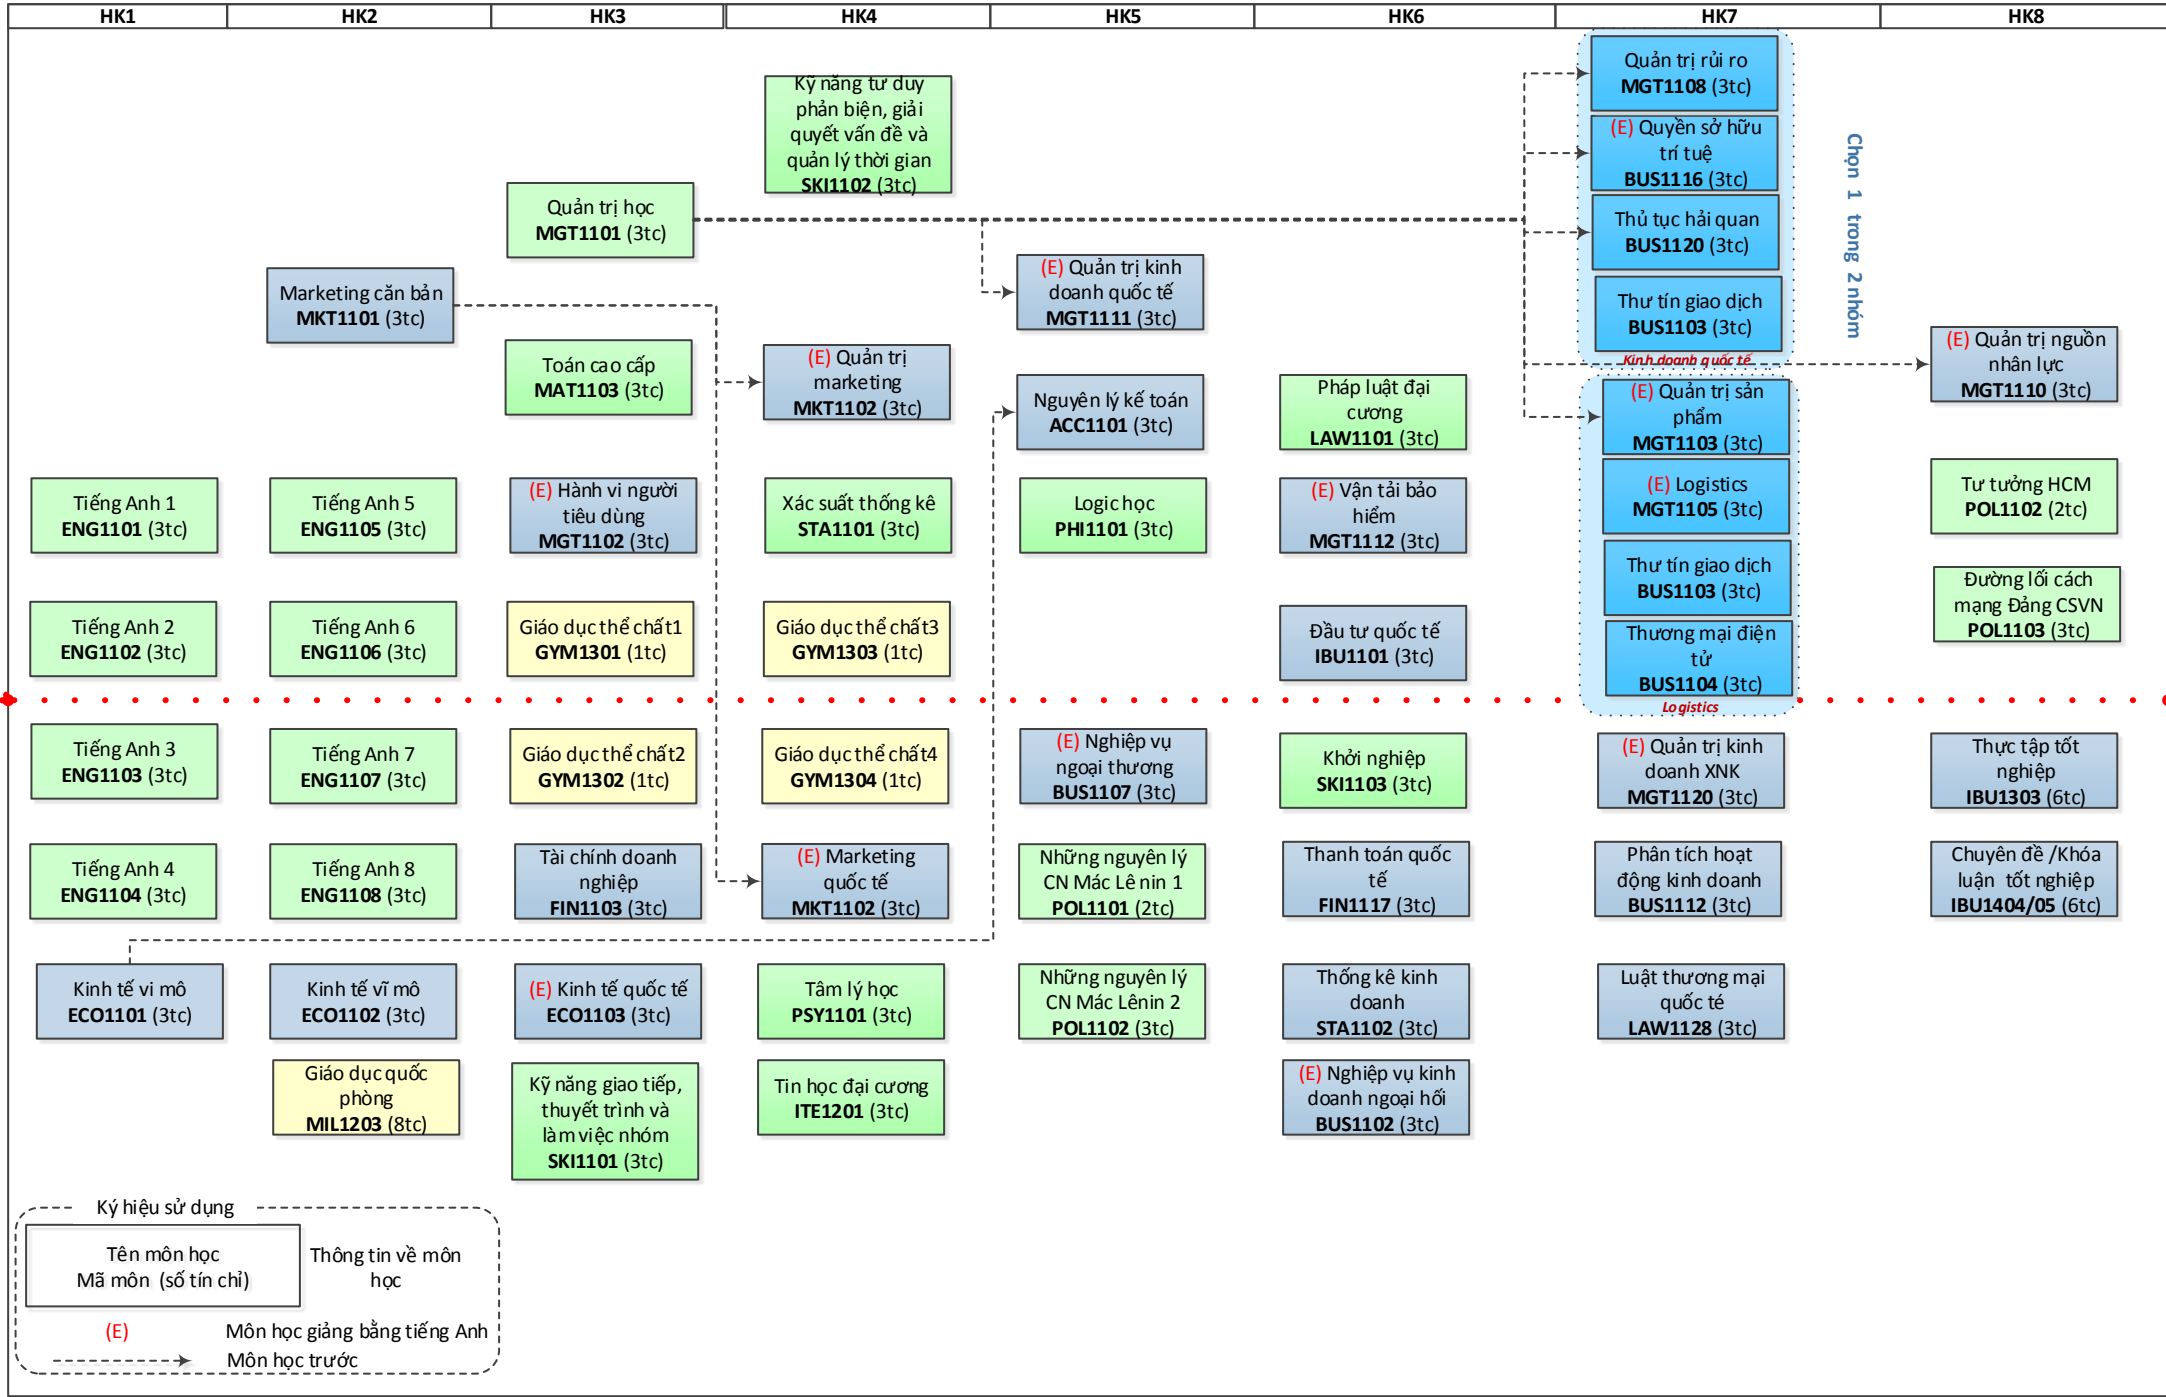 HK1
HK2
HK3
HK4
HK5
HK6
HK7
HK8
Tiếng Anh 1
ENG1101 (3tc)
Tiếng Anh 2
ENG1102 (3tc)
Tiếng Anh 3
ENG1103 (3tc)
Tiếng Anh 4
ENG1104 (3tc)
Kinh tế vi mô
ECO1101 (3tc)
Marketing căn bản
MKT1101 (3tc)
Tiếng Anh 5
ENG1105 (3tc)
Tiếng Anh 6
ENG1106 (3tc)
Tiếng Anh 7
ENG1107 (3tc)
Tiếng Anh 8
ENG1108 (3tc)
Kinh tế vĩ mô
ECO1102 (3tc)
Giáo dục quốc
phòng
MIL1203 (8tc)
Quản trị học
MGT1101 (3tc)
Toán cao cấp
MAT1103 (3tc)
(E) Hành vi người
tiêu dùng
MGT1102 (3tc)
Giáo dục thể chất1
GYM1301 (1tc)
Giáo dục thể chất2
GYM1302 (1tc)
Tài chính doanh
nghiệp
FIN1103 (3tc)
(E) Kinh tế quốc tế
ECO1103 (3tc)
Kỹ năng giao tiếp,
thuyết trình và
làm việc nhóm
SKI1101 (3tc)
Kỹ năng tư duy
phản biện, giải
quyết vấn đề và
quản lý thời gian
SKI1102 (3tc)
(E) Quản trị
marketing
MKT1102 (3tc)
Xác suất thống kê
STA1101 (3tc)
Giáo dục thể chất3
GYM1303 (1tc)
Giáo dục thể chất4
GYM1304 (1tc)
(E) Marketing
quốc tế
MKT1102 (3tc)
Tâm lý học
PSY1101 (3tc)
Tin học đại cương
ITE1201 (3tc)
(E) Quản trị kinh
doanh quốc tế
MGT1111 (3tc)
Nguyên lý kế toán
ACC1101 (3tc)
Logic học
PHI1101 (3tc)
(E) Nghiệp vụ
ngoại thương
BUS1107 (3tc)
Những nguyên lý
CN Mác Lê nin 1
POL1101 (2tc)
Những nguyên lý
CN Mác Lênin 2
POL1102 (3tc)
Pháp luật đại
cương
LAW1101 (3tc)
(E) Vận tải bảo
hiểm
MGT1112 (3tc)
Đầu tư quốc tế
IBU1101 (3tc)
Khởi nghiệp
SKI1103 (3tc)
Thanh toán quốc
tế
FIN1117 (3tc)
Thống kê kinh
doanh
STA1102 (3tc)
(E) Nghiệp vụ kinh
doanh ngoại hối
BUS1102 (3tc)
Quản trị rủi ro
MGT1108 (3tc)
(E) Quyền sở hữu
trí tuệ
BUS1116 (3tc)
Thủ tục hải quan
BUS1120 (3tc)
Thư tín giao dịch
BUS1103 (3tc)
Kinh doanh quốc tế
Chọn 1 trong 2 nhóm
(E) Quản trị sản
phẩm
MGT1103 (3tc)
(E) Logistics
MGT1105 (3tc)
Thư tín giao dịch
BUS1103 (3tc)
Thương mại điện
tử
BUS1104 (3tc)
Logistics
(E) Quản trị kinh
doanh XNK
MGT1120 (3tc)
Phân tích hoạt
động kinh doanh
BUS1112 (3tc)
Luật thương mại
quốc té
LAW1128 (3tc)
(E) Quản trị nguồn
nhân lực
MGT1110 (3tc)
Tư tưởng HCM
POL1102 (2tc)
Đường lối cách
mạng Đảng CSVN
POL1103 (3tc)
Thực tập tốt
nghiệp
IBU1303 (6tc)
Chuyên đề /Khóa
luận tốt nghiệp
IBU1404/05 (6tc)
Ký hiệu sử dụng
Tên môn học
Mã môn (số tín chỉ)
Thông tin về môn
học
(E) Môn học giảng bằng tiếng Anh
Môn học trước